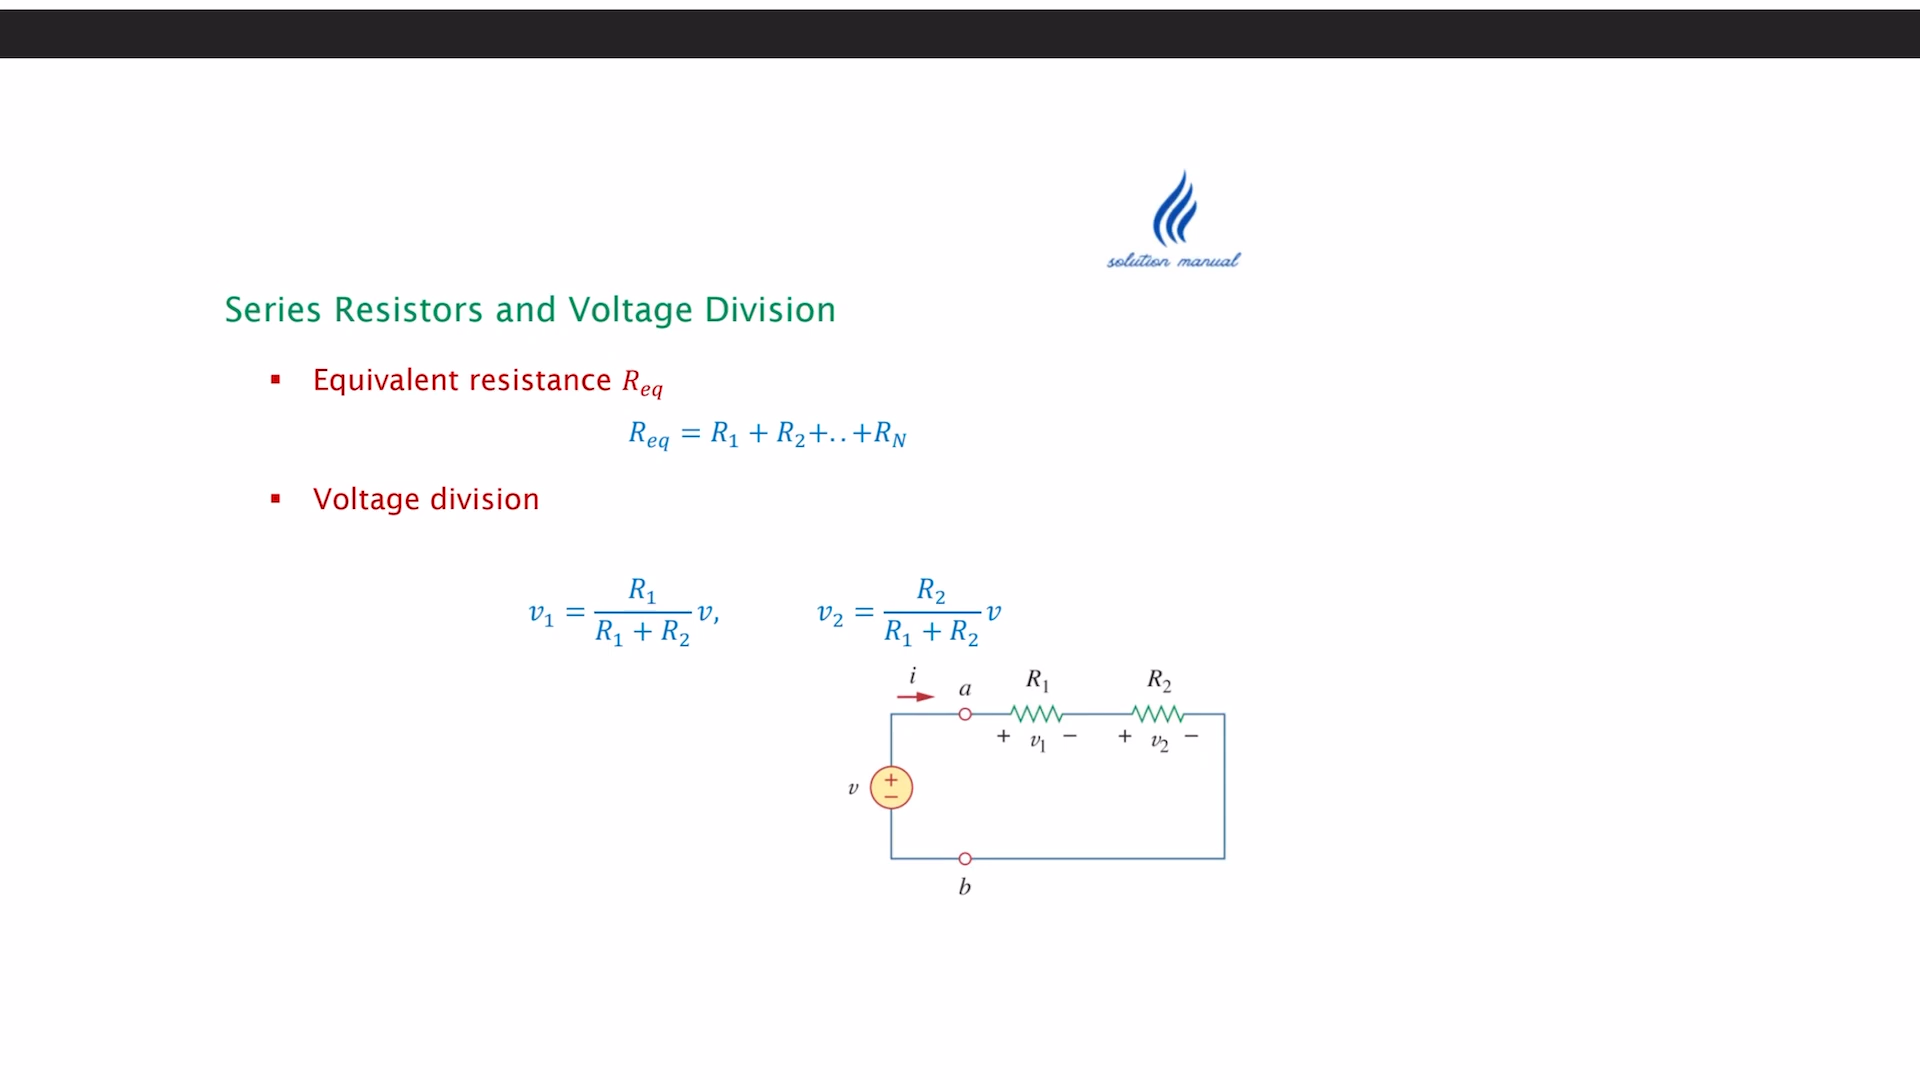 solution manual
Series Resistors and Voltage Division
▪ Equivalent resistance R_eq
R_eq = R_1 + R_2+..+R_N
▪ Voltage division
v_1 = R_1/(R_1 + R_2) v, v_2 = R_2/(R_1 + R_2) v
i a R_1 R_2
+ v_1 − + v_2 −
v + −
b